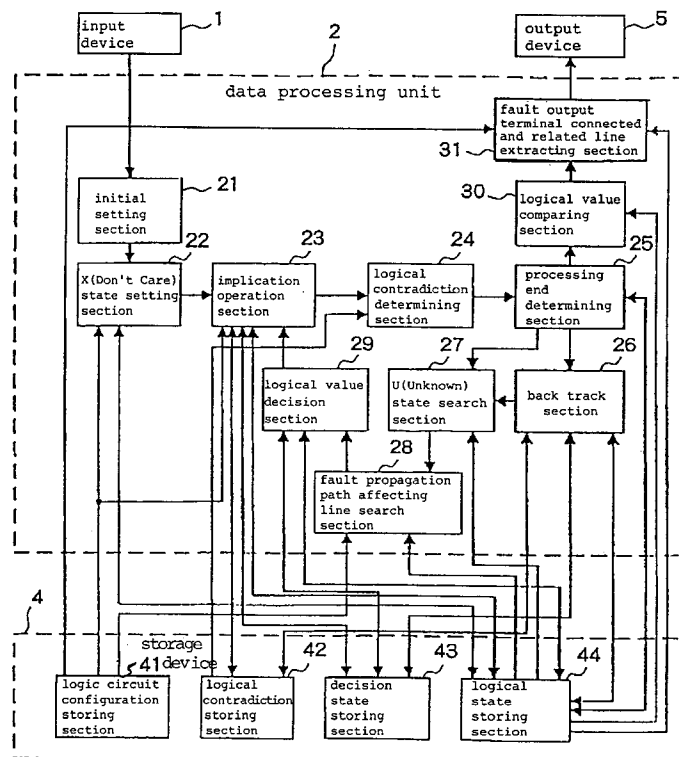 input
device
1
output
device
5
2
data processing unit
fault output
terminal connected
and related line
extracting section
31
30
logical value
comparing
section
21
initial
setting
section
22
X(Don't Care)
state setting
section
23
implication
operation
section
24
logical
contradiction
determining
section
25
processing
end
determining
section
29
logical value
decision
section
27
U(Unknown)
state search
section
26
back track
section
28
fault propagation
path affecting
line search
section
4
storage
device
41
logic circuit
configuration
storing
section
42
logical
contradiction
storing
section
43
decision
state
storing
section
44
logical
state
storing
section